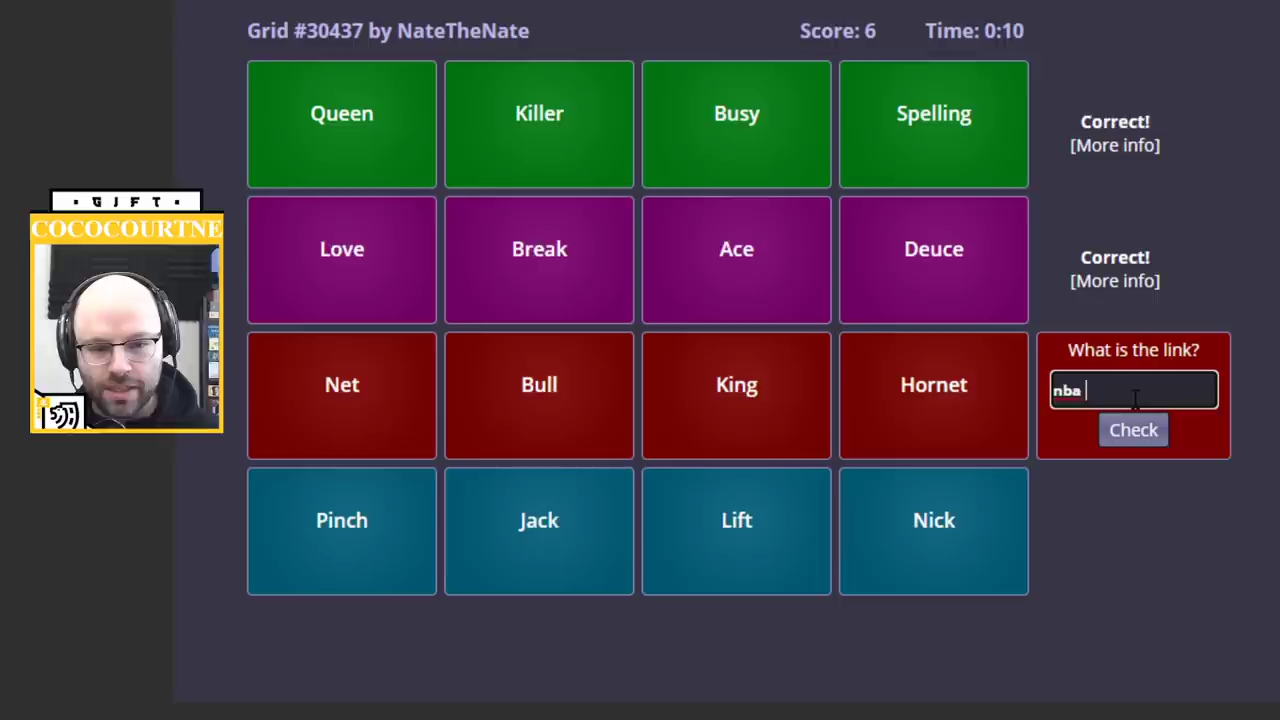 Grid #30437 by NateTheNate Score: 6 Time: 0:10
Queen Killer Busy Spelling
Correct!
[More info]
· GIFT ·
COCOCOURTNE
Love Break Ace Deuce
Correct!
[More info]
Net Bull King Hornet
What is the link?
nba
Check
Pinch Jack Lift Nick